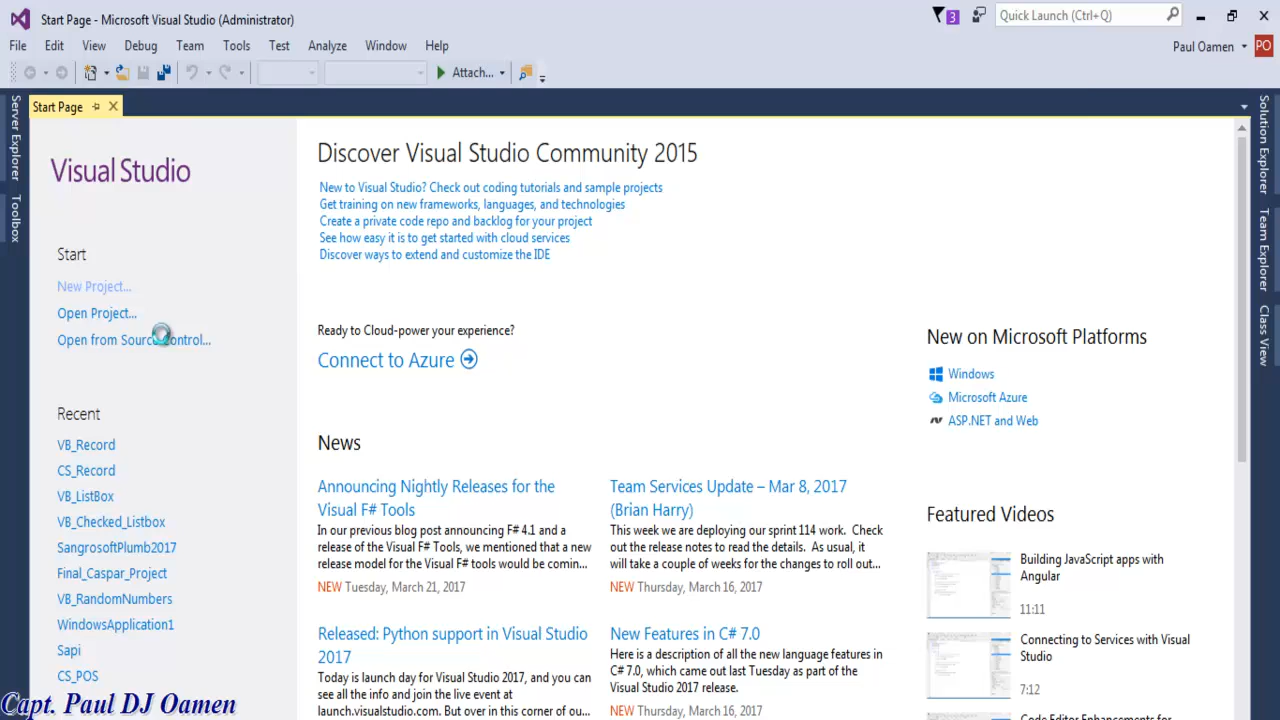 Start Page - Microsoft Visual Studio (Administrator)
3
Quick Launch (Ctrl+Q)
File Edit View Debug Team Tools Test Analyze Window Help
Paul Oamen
PO
Attach...
Server Explorer
Toolbox
Start Page
Solution Explorer
Team Explorer
Class View
Visual Studio
Start
New Project...
Open Project...
Open from Source Control...
Recent
VB_Record
CS_Record
VB_ListBox
VB_Checked_Listbox
SangrosoftPlumb2017
Final_Caspar_Project
VB_RandomNumbers
WindowsApplication1
Sapi
CS_POS
Discover Visual Studio Community 2015
New to Visual Studio? Check out coding tutorials and sample projects
Get training on new frameworks, languages, and technologies
Create a private code repo and backlog for your project
See how easy it is to get started with cloud services
Discover ways to extend and customize the IDE
Ready to Cloud-power your experience?
Connect to Azure
News
Announcing Nightly Releases for the
Visual F# Tools
In our previous blog post announcing F# 4.1 and a
release of the Visual F# Tools, we mentioned that a new
release model for the Visual F# tools would be comin...
NEW Tuesday, March 21, 2017
Released: Python support in Visual Studio
2017
Today is launch day for Visual Studio 2017, and you can
see all the info and join the live event at
launch.visualstudio.com. But over in this corner of ou...
Team Services Update – Mar 8, 2017
(Brian Harry)
This week we are deploying our sprint 114 work. Check
out the release notes to read the details. As usual, it
will take a couple of weeks for the changes to roll out...
NEW Thursday, March 16, 2017
New Features in C# 7.0
Here is a description of all the new language features in
C# 7.0, which came out last Tuesday as part of the
Visual Studio 2017 release.
NEW Thursday, March 16, 2017
New on Microsoft Platforms
Windows
Microsoft Azure
ASP.NET and Web
Featured Videos
Building JavaScript apps with
Angular
11:11
Connecting to Services with Visual
Studio
7:12
Code Editor Enhancements for
Capt. Paul DJ Oamen